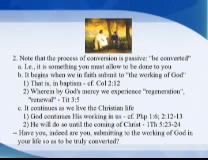 2. Note that the process of conversion is passive: "be converted"
a. I.e., it is something you must allow to be done to you
b. It begins when we in faith submit to "the working of God"
1) That is, in baptism - cf. Col 2:12
2) Wherein by God's mercy we experience "regeneration",
"renewal" - Tit 3:5
c. It continues as we live the Christian life
1) God continues His working in us - cf. Php 1:6; 2:12-13
2) He will do so until the coming of Christ - 1Th 5:23-24
-- Have you, indeed are you, submitting to the working of God in
your life so as to be truly converted?